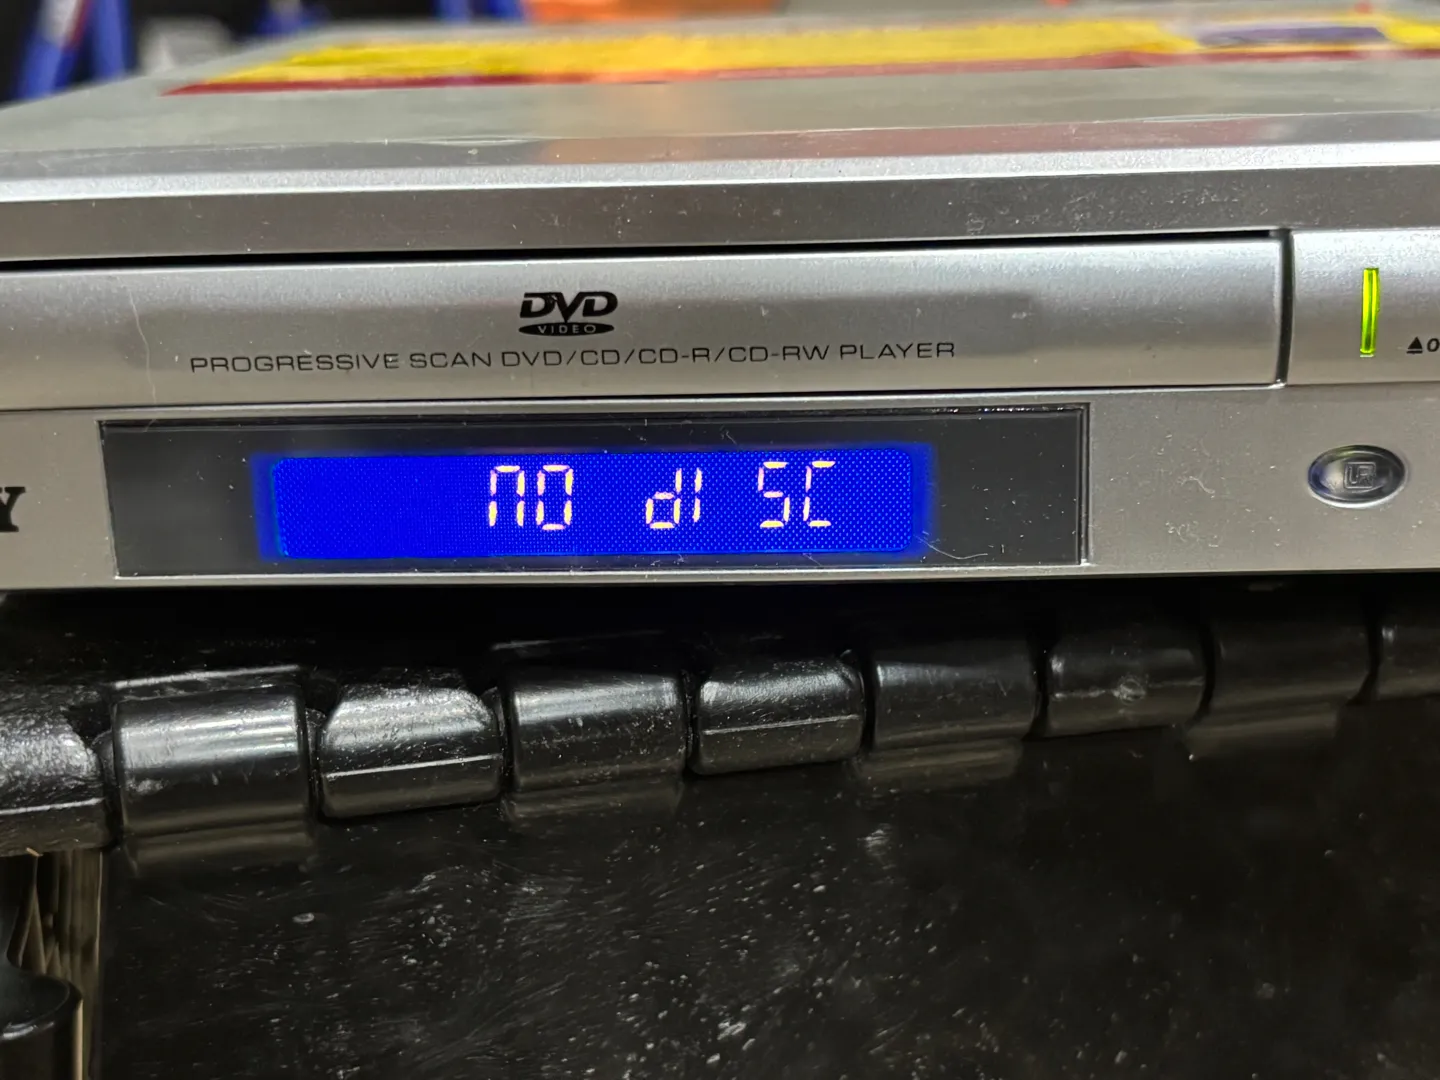 DVD
VIDEO
PROGRESSIVE SCAN DVD/CD/CD-R/CD-RW PLAYER
NO dISC
Y